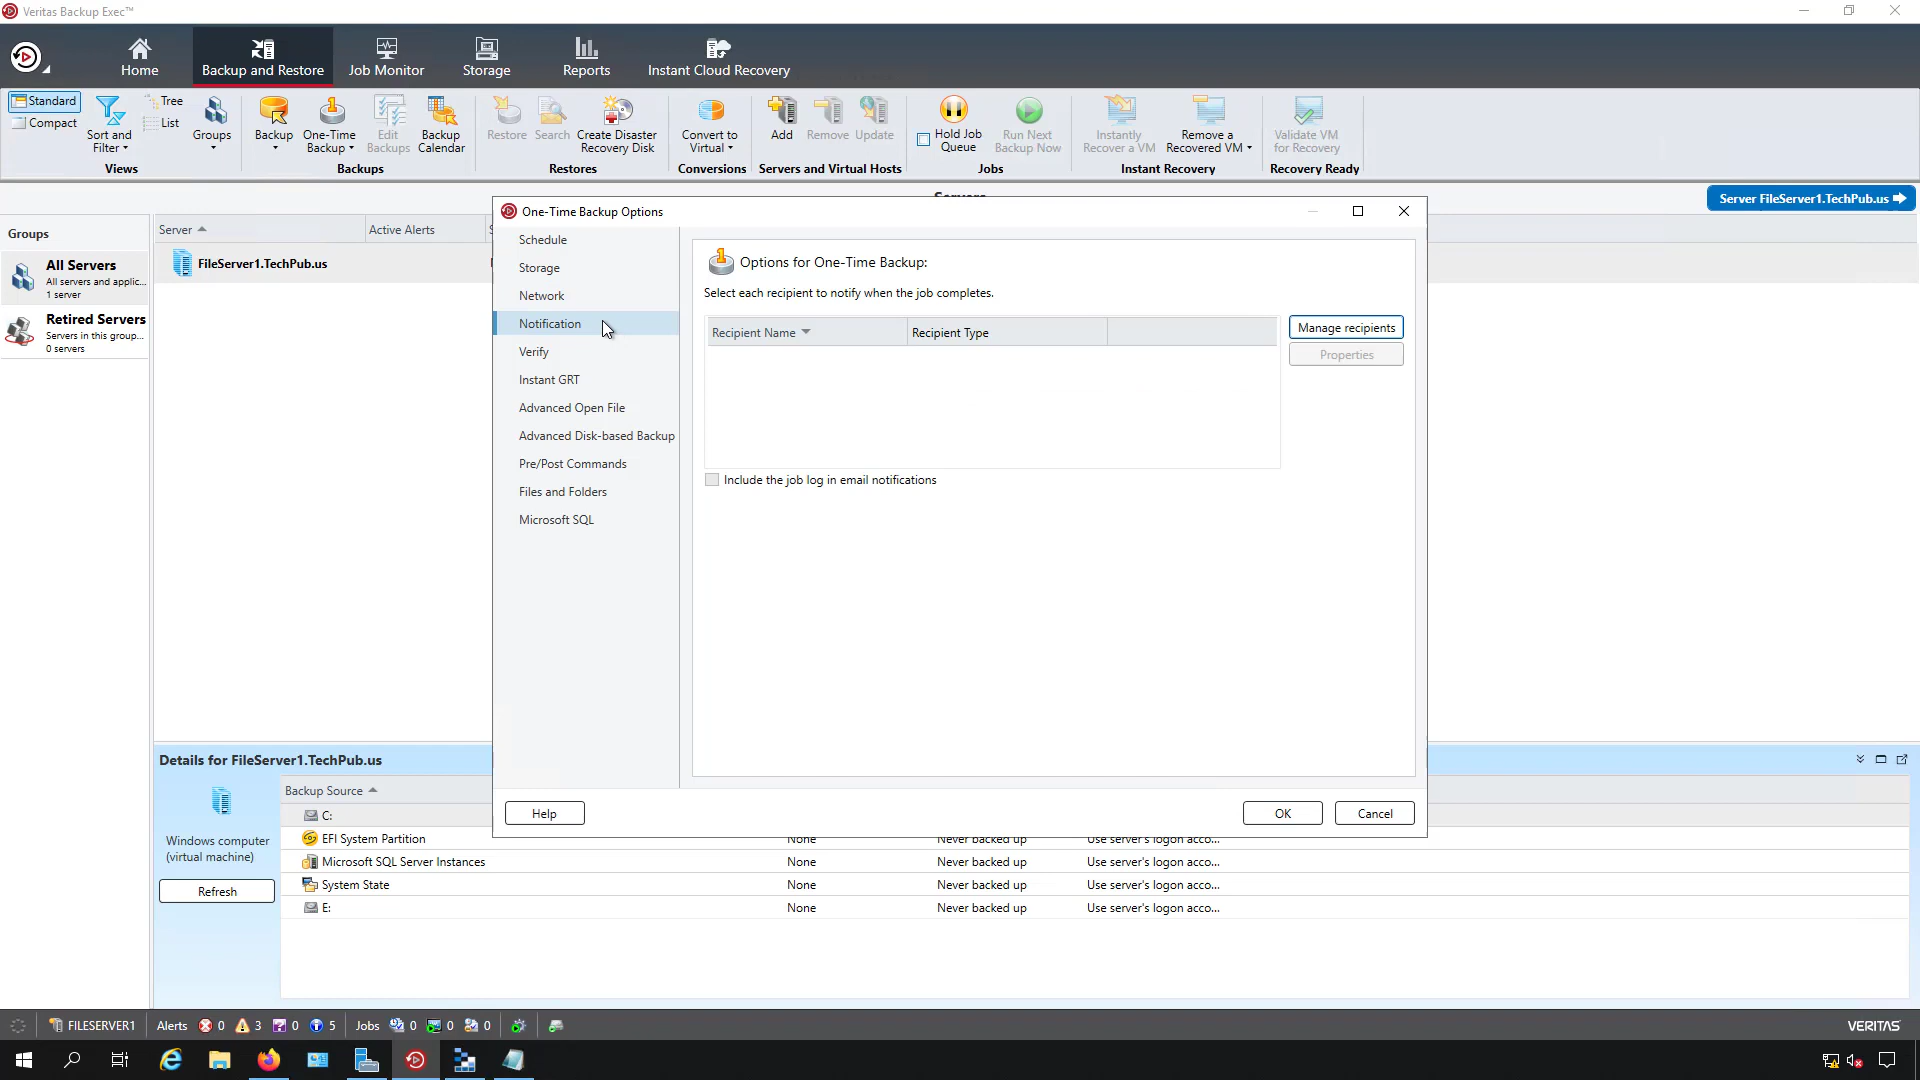 Veritas Backup Exec™
Home
Backup and Restore
Job Monitor
Storage
Reports
Instant Cloud Recovery
Standard
Compact
Sort and
Filter
Tree
List
Groups
Views
Backup
One-Time
Backup
Edit
Backups
Backup
Calendar
Backups
Restore
Search
Create Disaster
Recovery Disk
Restores
Convert to
Virtual
Conversions
Add
Remove
Update
Servers and Virtual Hosts
Hold Job
Queue
Run Next
Backup Now
Jobs
Instantly
Recover a VM
Remove a
Recovered VM
Instant Recovery
Validate VM
for Recovery
Recovery Ready
Server FileServer1.TechPub.us
Groups
All Servers
All servers and applic...
1 server
Retired Servers
Servers in this group...
0 servers
Server
Active Alerts
FileServer1.TechPub.us
One-Time Backup Options
Schedule
Storage
Network
Notification
Verify
Instant GRT
Advanced Open File
Advanced Disk-based Backup
Pre/Post Commands
Files and Folders
Microsoft SQL
Options for One-Time Backup:
Select each recipient to notify when the job completes.
Recipient Name
Recipient Type
Manage recipients
Properties
Include the job log in email notifications
Help
OK
Cancel
Details for FileServer1.TechPub.us
Windows computer
(virtual machine)
Refresh
Backup Source
C:
EFI System Partition None Never backed up Use server's logon acco...
Microsoft SQL Server Instances None Never backed up Use server's logon acco...
System State None Never backed up Use server's logon acco...
E: None Never backed up Use server's logon acco...
FILESERVER1 Alerts 0 3 0 5 Jobs 0 0 0
VERITAS